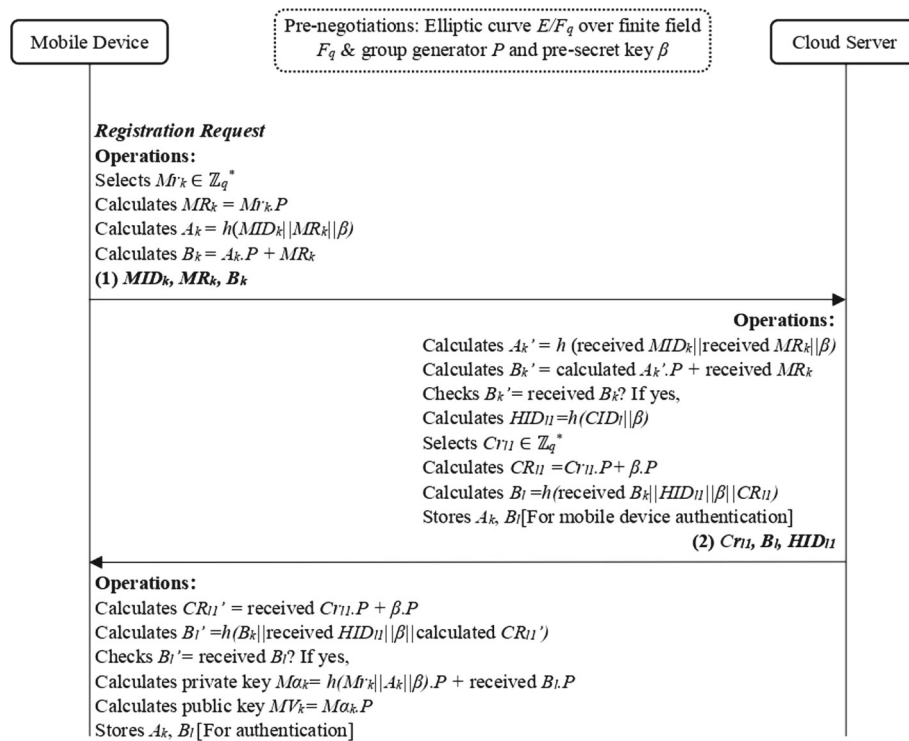 Mobile Device
Pre-negotiations: Elliptic curve E/Fq over finite field
Fq & group generator P and pre-secret key β
Cloud Server
Registration Request
Operations:
Selects Mrk ∈ ℤq*
Calculates MRk = Mrk.P
Calculates Ak = h(MIDk||MRk||β)
Calculates Bk = Ak.P + MRk
(1) MIDk, MRk, Bk
Operations:
Calculates Ak’ = h (received MIDk||received MRk||β)
Calculates Bk’ = calculated Ak’.P + received MRk
Checks Bk’= received Bk? If yes,
Calculates HIDl1=h(CIDl||β)
Selects Crl1 ∈ ℤq*
Calculates CRl1 =Crl1.P+ β.P
Calculates Bl =h(received Bk||HIDl1||β||CRl1)
Stores Ak, Bl[For mobile device authentication]
(2) Crl1, Bl, HIDl1
Operations:
Calculates CRl1’ = received Crl1.P + β.P
Calculates Bl’ =h(Bk||received HIDl1||β||calculated CRl1’)
Checks Bl’= received Bl? If yes,
Calculates private key Mαk= h(Mrk||Ak||β).P + received Bl.P
Calculates public key MVk= Mαk.P
Stores Ak, Bl[For authentication]